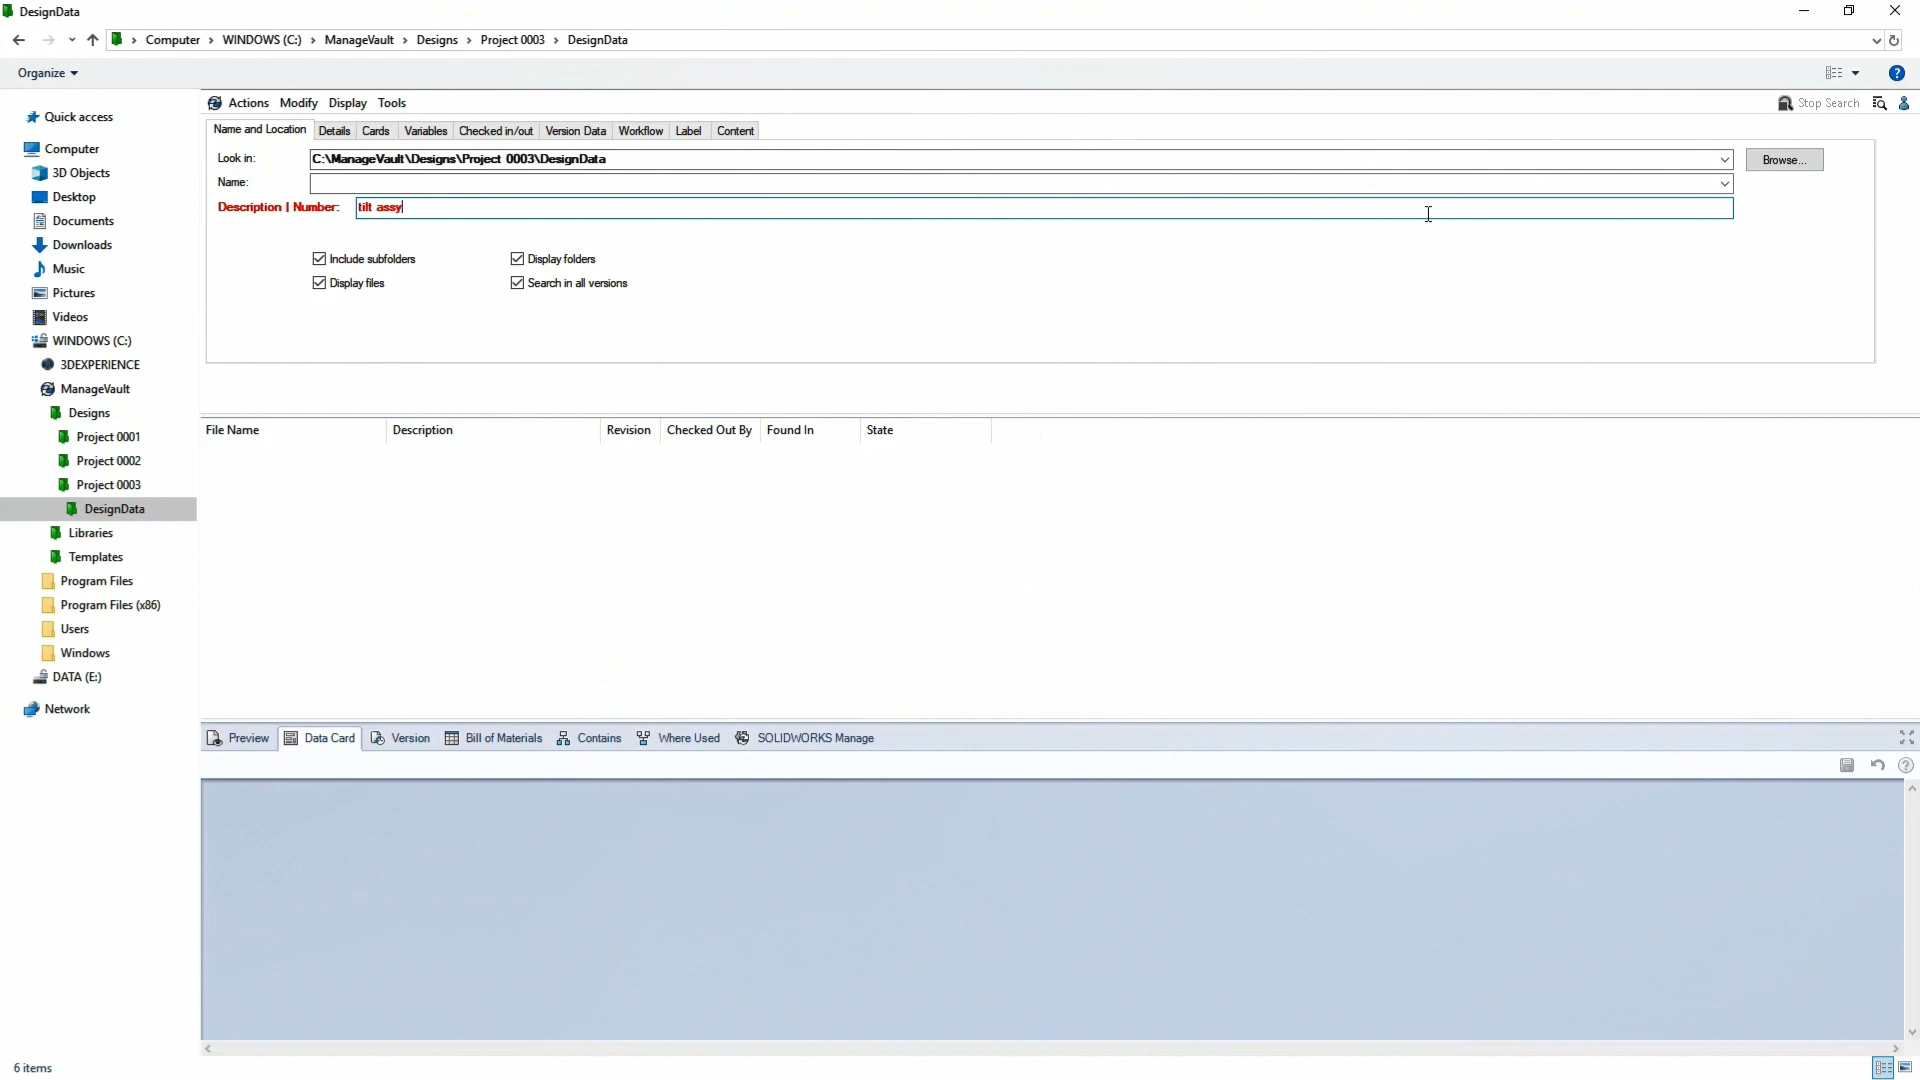 DesignData
Computer › WINDOWS (C:) › ManageVault › Designs › Project 0003 › DesignData
Organize
Quick access
Computer
3D Objects
Desktop
Documents
Downloads
Music
Pictures
Videos
WINDOWS (C:)
3DEXPERIENCE
ManageVault
Designs
Project 0001
Project 0002
Project 0003
DesignData
Libraries
Templates
Program Files
Program Files (x86)
Users
Windows
DATA (E:)
Network
Actions Modify Display Tools
Stop Search
Name and Location Details Cards Variables Checked in/out Version Data Workflow Label Content
Look in: C:\ManageVault\Designs\Project 0003\DesignData Browse...
Name:
Description | Number: tilt assy
Include subfolders Display folders
Display files Search in all versions
File Name Description Revision Checked Out By Found In State
Preview Data Card Version Bill of Materials Contains Where Used SOLIDWORKS Manage
6 items